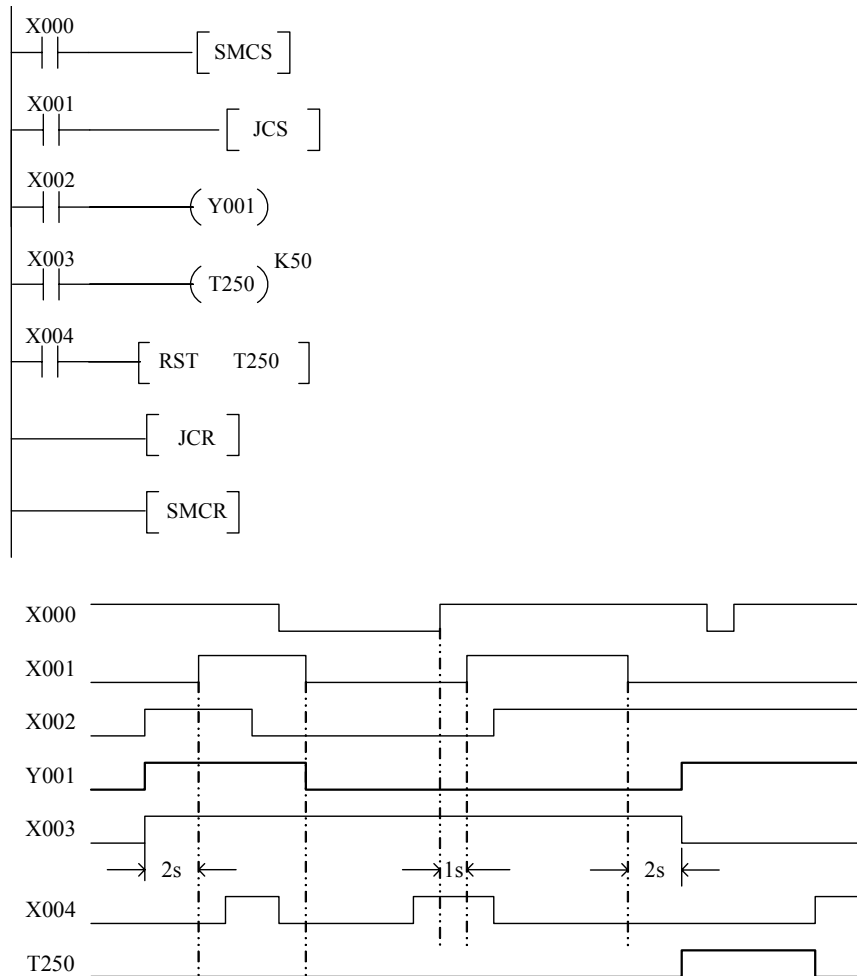 X000
SMCS
X001
JCS
X002
Y001
X003
T250
K50
X004
RST T250
JCR
SMCR
X000
X001
X002
Y001
X003
2s
1s
2s
X004
T250